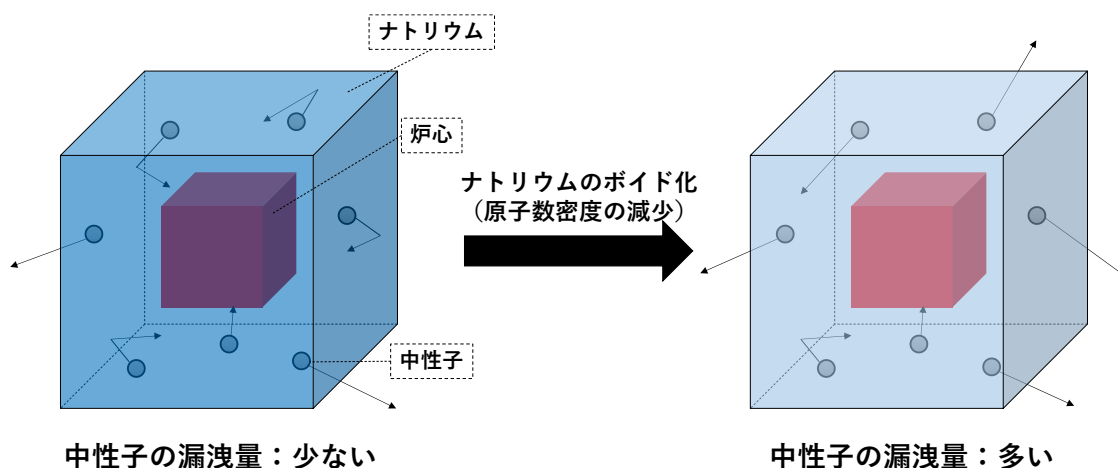 ナトリウム
炉心
ナトリウムのボイド化
（原子数密度の減少）
中性子
中性子の漏洩量：少ない
中性子の漏洩量：多い